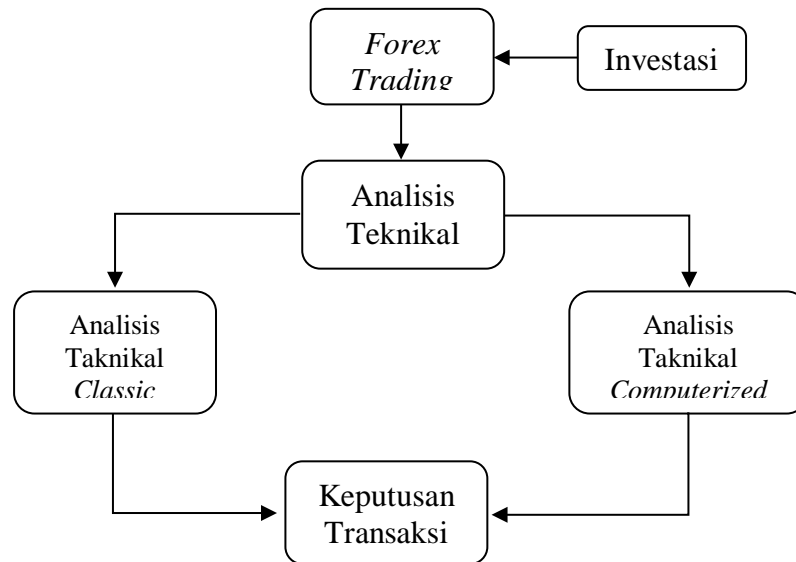 Forex
Trading
Investasi
Analisis
Teknikal
Analisis
Taknikal
Classic
Analisis
Taknikal
Computerized
Keputusan
Transaksi